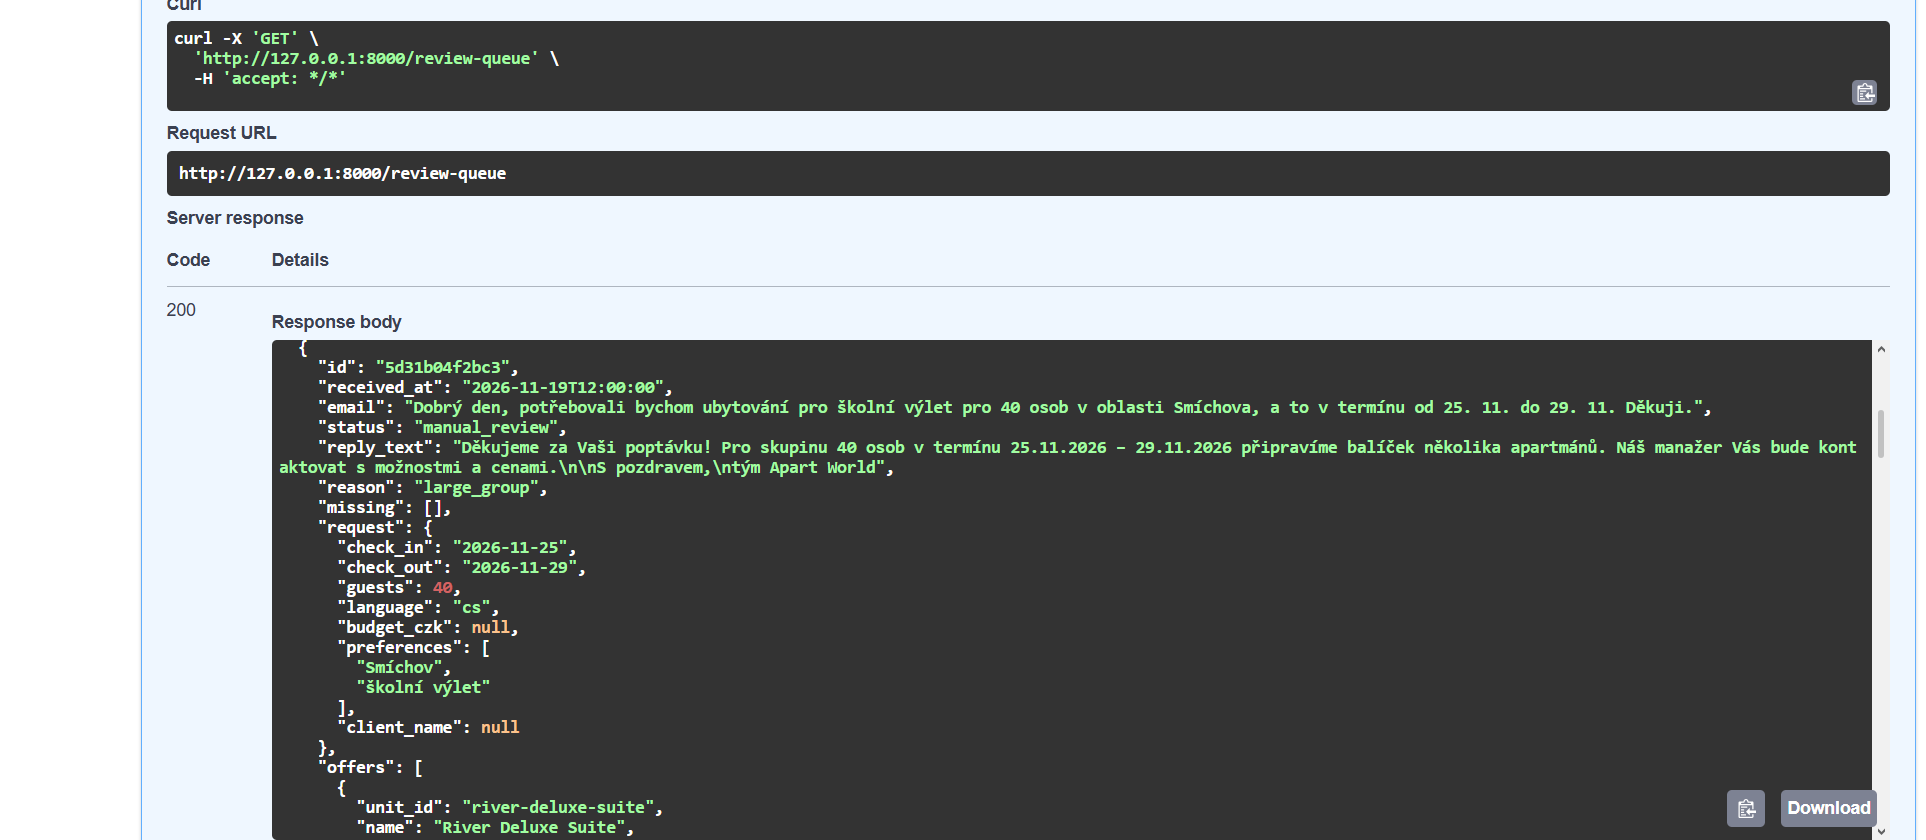 Curl
curl -X 'GET' \
'http://127.0.0.1:8000/review-queue' \
-H 'accept: */*'
Request URL
http://127.0.0.1:8000/review-queue
Server response
Code Details
200
Response body
{
"id": "5d31b04f2bc3",
"received_at": "2026-11-19T12:00:00",
"email": "Dobrý den, potřebovali bychom ubytování pro školní výlet pro 40 osob v oblasti Smíchova, a to v termínu od 25. 11. do 29. 11. Děkuji.",
"status": "manual_review",
"reply_text": "Děkujeme za Vaši poptávku! Pro skupinu 40 osob v termínu 25.11.2026 – 29.11.2026 připravíme balíček několika apartmánů. Náš manažer Vás bude kont
aktovat s možnostmi a cenami.\n\nS pozdravem,\ntým Apart World",
"reason": "large_group",
"missing": [],
"request": {
"check_in": "2026-11-25",
"check_out": "2026-11-29",
"guests": 40,
"language": "cs",
"budget_czk": null,
"preferences": [
"Smíchov",
"školní výlet"
],
"client_name": null
},
"offers": [
{
"unit_id": "river-deluxe-suite",
"name": "River Deluxe Suite",
Download